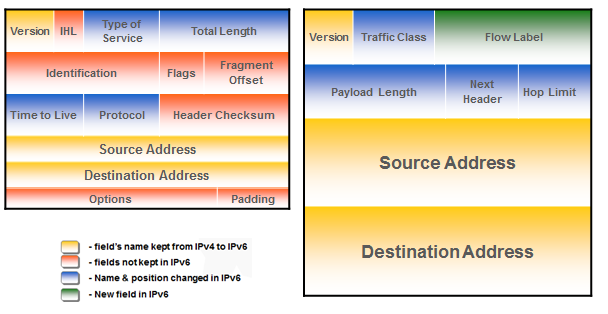 Version IHL Type of Service Total Length
Identification Flags Fragment Offset
Time to Live Protocol Header Checksum
Source Address
Destination Address
Options Padding
Version Traffic Class Flow Label
Payload Length Next Header Hop Limit
Source Address
Destination Address
- field's name kept from IPv4 to IPv6
- fields not kept in IPv6
- Name & position changed in IPv6
- New field in IPv6